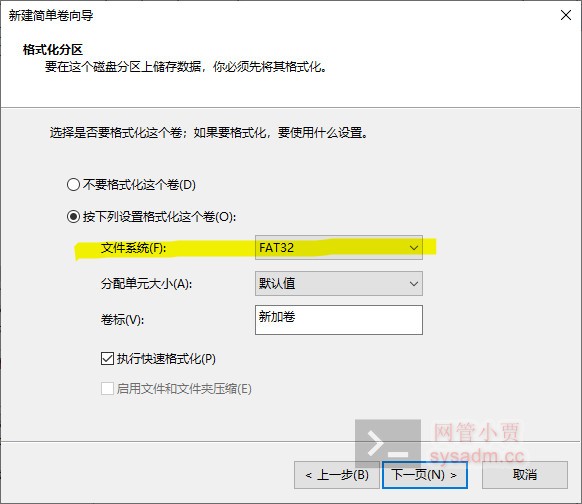 新建简单卷向导
格式化分区
要在这个磁盘分区上储存数据，你必须先将其格式化。
选择是否要格式化这个卷；如果要格式化，要使用什么设置。
不要格式化这个卷(D)
按下列设置格式化这个卷(O):
文件系统(F): FAT32
分配单元大小(A): 默认值
卷标(V): 新加卷
执行快速格式化(P)
启用文件和文件夹压缩(E)
网管小贾
sysadm.cc
< 上一步(B) 下一页(N) > 取消